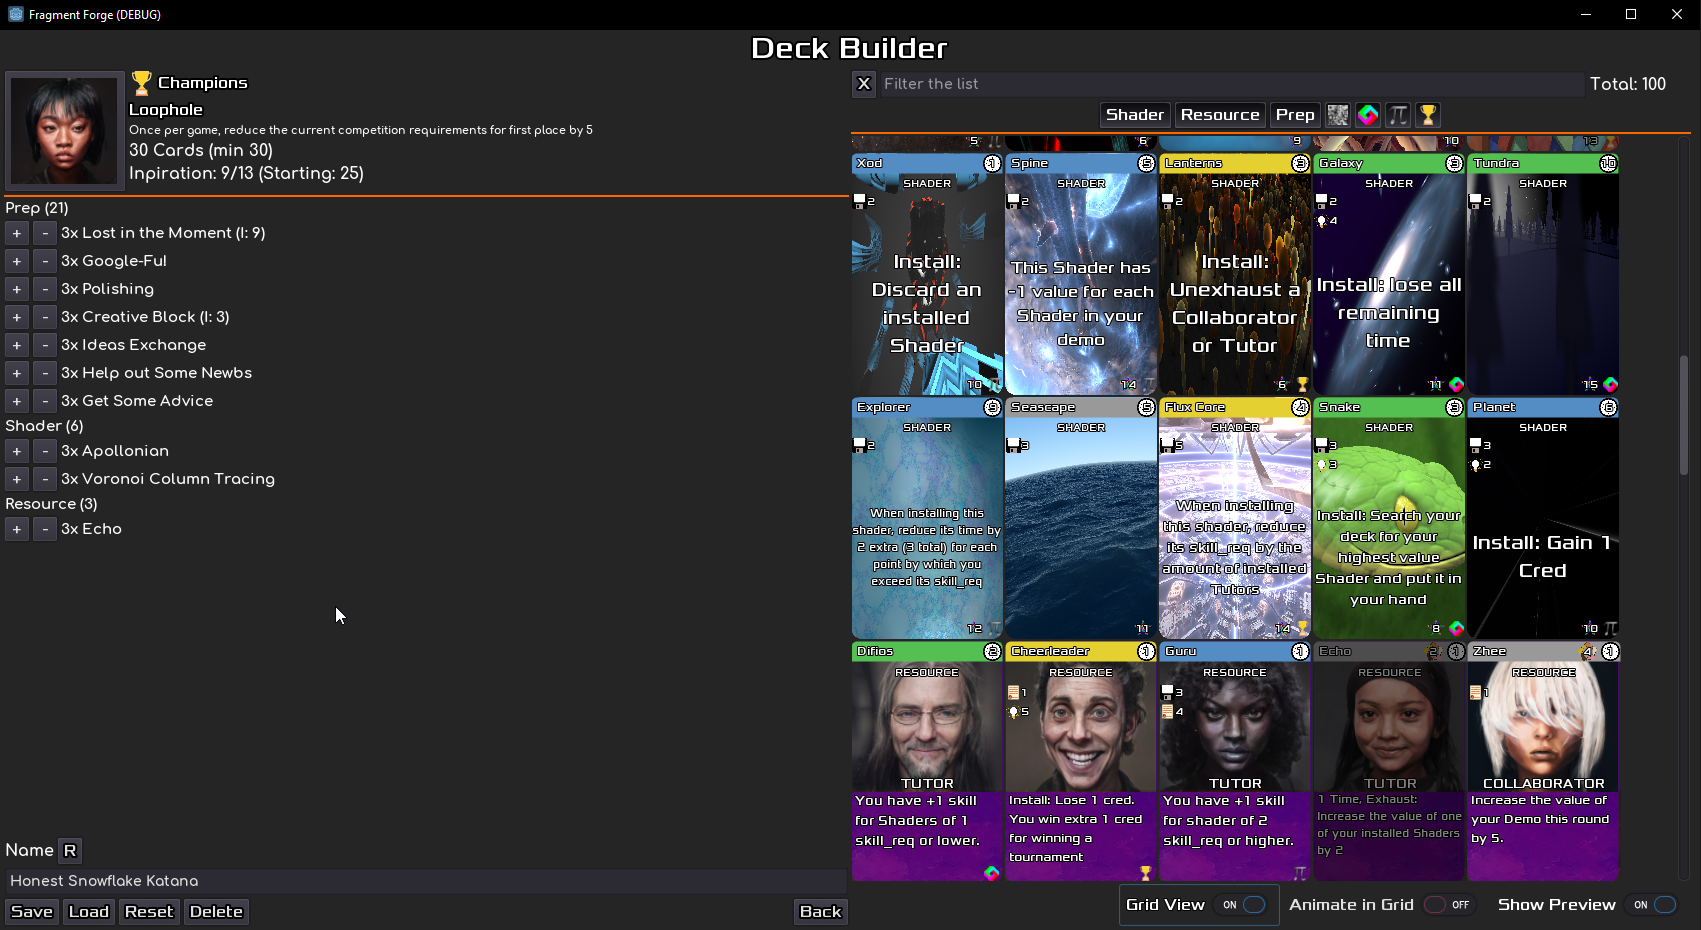 Fragment Forge (DEBUG)
Deck Builder
Champions
Loophole
Once per game, reduce the current competition requirements for first place by 5
30 Cards (min 30)
Inpiration: 9/13 (Starting: 25)
Prep (21)
+ - 3x Lost in the Moment (I: 9)
+ - 3x Google-Fu!
+ - 3x Polishing
+ - 3x Creative Block (I: 3)
+ - 3x Ideas Exchange
+ - 3x Help out Some Newbs
+ - 3x Get Some Advice
Shader (6)
+ - 3x Apollonian
+ - 3x Voronoi Column Tracing
Resource (3)
+ - 3x Echo
Name R
Honest Snowflake Katana
Save Load Reset Delete
Back
X Filter the list
Total: 100
Shader Resource Prep
5
6
9
10
13
Xod 1
SHADER
2
Install:
Discard an
installed
Shader
10
Spine 5
SHADER
2
This Shader has
-1 value for each
Shader in your
demo
14
Lanterns 3
SHADER
2
Install:
Unexhaust a
Collaborator
or Tutor
6
Galaxy 3
SHADER
2
4
Install: lose all
remaining
time
11
Tundra 10
SHADER
2
15
Explorer 9
SHADER
2
When installing this
shader, reduce its time by
2 extra (3 total) for each
point by which you
exceed its skill_req
12
Seascape 5
SHADER
3
11
Flux Core 4
SHADER
5
When installing
this shader, reduce
its skill_req by the
amount of installed
Tutors
14
Snake 3
SHADER
3
3
Install: Search your
deck for your
highest value
Shader and put it in
your hand
8
Planet 6
SHADER
3
2
Install: Gain 1
Cred
10
Difios 2
RESOURCE
TUTOR
You have +1 skill
for Shaders of 1
skill_req or lower.
Cheerleader 1
RESOURCE
1
5
Install: Lose 1 cred.
You win extra 1 cred
for winning a
tournament
Guru 1
RESOURCE
3
4
TUTOR
You have +1 skill
for shader of 2
skill_req or higher.
Echo 2 1
RESOURCE
TUTOR
1 Time, Exhaust:
Increase the value of one
of your installed Shaders
by 2
Zhee 4 1
RESOURCE
1
COLLABORATOR
Increase the value of
your Demo this round
by 5.
Grid View ON
Animate in Grid OFF
Show Preview ON